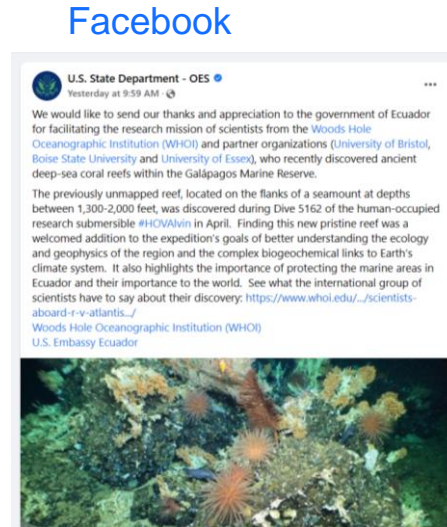 Facebook
U.S. State Department - OES
Yesterday at 9:59 AM ·
We would like to send our thanks and appreciation to the government of Ecuador
for facilitating the research mission of scientists from the Woods Hole
Oceanographic Institution (WHOI) and partner organizations (University of Bristol,
Boise State University and University of Essex), who recently discovered ancient
deep-sea coral reefs within the Galápagos Marine Reserve.
The previously unmapped reef, located on the flanks of a seamount at depths
between 1,300-2,000 feet, was discovered during Dive 5162 of the human-occupied
research submersible #HOVAlvin in April. Finding this new pristine reef was a
welcomed addition to the expedition's goals of better understanding the ecology
and geophysics of the region and the complex biogeochemical links to Earth's
climate system. It also highlights the importance of protecting the marine areas in
Ecuador and their importance to the world. See what the international group of
scientists have to say about their discovery: https://www.whoi.edu/.../scientists-
aboard-r-v-atlantis.../
Woods Hole Oceanographic Institution (WHOI)
U.S. Embassy Ecuador